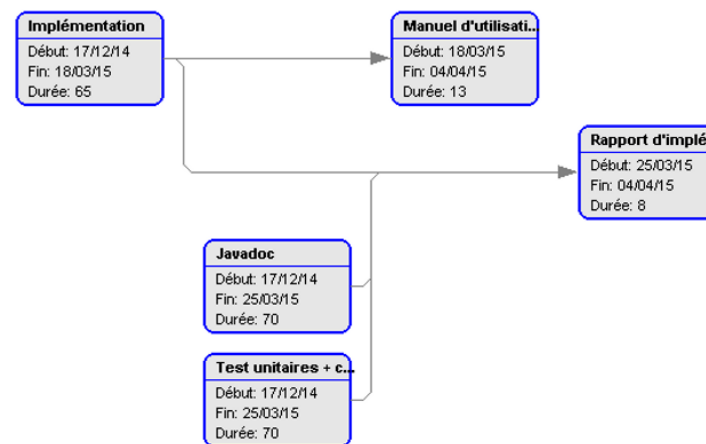 Implémentation
Début: 17/12/14
Fin: 18/03/15
Durée: 65
Manuel d'utilisati...
Début: 18/03/15
Fin: 04/04/15
Durée: 13
Rapport d'implé
Début: 25/03/15
Fin: 04/04/15
Durée: 8
Javadoc
Début: 17/12/14
Fin: 25/03/15
Durée: 70
Test unitaires + c...
Début: 17/12/14
Fin: 25/03/15
Durée: 70